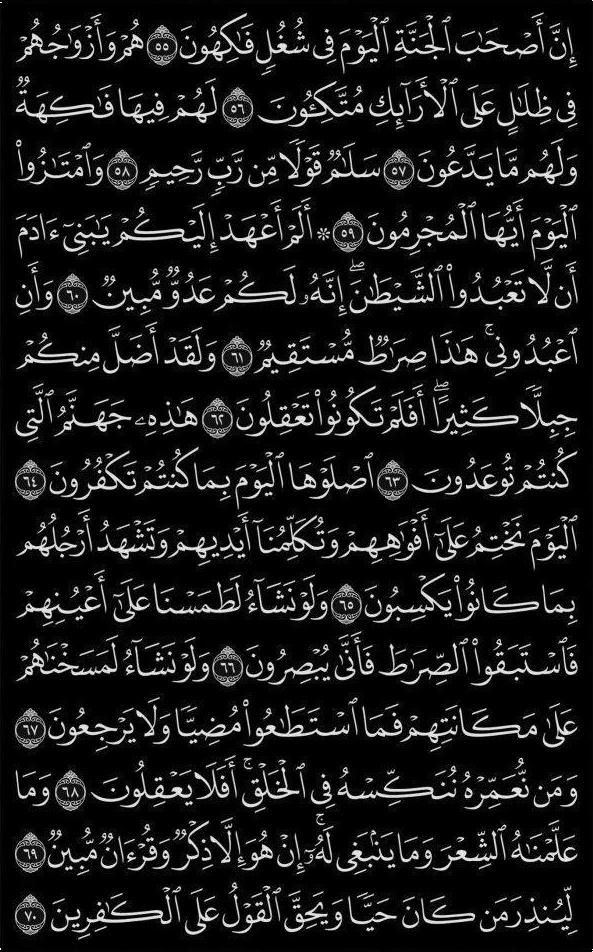 إِنَّ أَصْحَٰبَ ٱلْجَنَّةِ ٱلْيَوْمَ فِى شُغُلٍ فَٰكِهُونَ ٥٥ هُمْ وَأَزْوَٰجُهُمْ
فِى ظِلَٰلٍ عَلَى ٱلْأَرَآئِكِ مُتَّكِـُٔونَ ٥٦ لَهُمْ فِيهَا فَٰكِهَةٌ
وَلَهُم مَّا يَدَّعُونَ ٥٧ سَلَٰمٌ قَوْلًا مِّن رَّبٍّ رَّحِيمٍ ٥٨ وَٱمْتَٰزُوا۟
ٱلْيَوْمَ أَيُّهَا ٱلْمُجْرِمُونَ ٥٩ ۞ أَلَمْ أَعْهَدْ إِلَيْكُمْ يَٰبَنِىٓ ءَادَمَ
أَن لَّا تَعْبُدُوا۟ ٱلشَّيْطَٰنَ ۖ إِنَّهُۥ لَكُمْ عَدُوٌّ مُّبِينٌ ٦٠ وَأَنِ
ٱعْبُدُونِى ۚ هَٰذَا صِرَٰطٌ مُّسْتَقِيمٌ ٦١ وَلَقَدْ أَضَلَّ مِنكُمْ
جِبِلًّا كَثِيرًا ۖ أَفَلَمْ تَكُونُوا۟ تَعْقِلُونَ ٦٢ هَٰذِهِۦ جَهَنَّمُ ٱلَّتِى
كُنتُمْ تُوعَدُونَ ٦٣ ٱصْلَوْهَا ٱلْيَوْمَ بِمَا كُنتُمْ تَكْفُرُونَ ٦٤
ٱلْيَوْمَ نَخْتِمُ عَلَىٰٓ أَفْوَٰهِهِمْ وَتُكَلِّمُنَآ أَيْدِيهِمْ وَتَشْهَدُ أَرْجُلُهُم
بِمَا كَانُوا۟ يَكْسِبُونَ ٦٥ وَلَوْ نَشَآءُ لَطَمَسْنَا عَلَىٰٓ أَعْيُنِهِمْ
فَٱسْتَبَقُوا۟ ٱلصِّرَٰطَ فَأَنَّىٰ يُبْصِرُونَ ٦٦ وَلَوْ نَشَآءُ لَمَسَخْنَٰهُمْ
عَلَىٰ مَكَانَتِهِمْ فَمَا ٱسْتَطَٰعُوا۟ مُضِيًّا وَلَا يَرْجِعُونَ ٦٧
وَمَن نُّعَمِّرْهُ نُنَكِّسْهُ فِى ٱلْخَلْقِ ۖ أَفَلَا يَعْقِلُونَ ٦٨ وَمَا
عَلَّمْنَٰهُ ٱلشِّعْرَ وَمَا يَنۢبَغِى لَهُۥٓ ۚ إِنْ هُوَ إِلَّا ذِكْرٌ وَقُرْءَانٌ مُّبِينٌ ٦٩
لِّيُنذِرَ مَن كَانَ حَيًّا وَيَحِقَّ ٱلْقَوْلُ عَلَى ٱلْكَٰفِرِينَ ٧٠